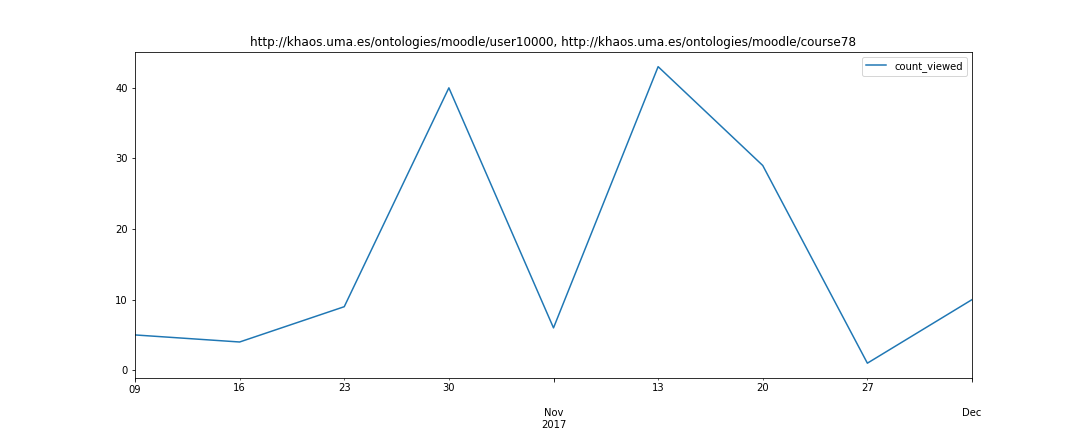 http://khaos.uma.es/ontologies/moodle/user10000, http://khaos.uma.es/ontologies/moodle/course78
count_viewed
40
30
20
10
0
09 16 23 30 13 20 27
Nov Dec
2017